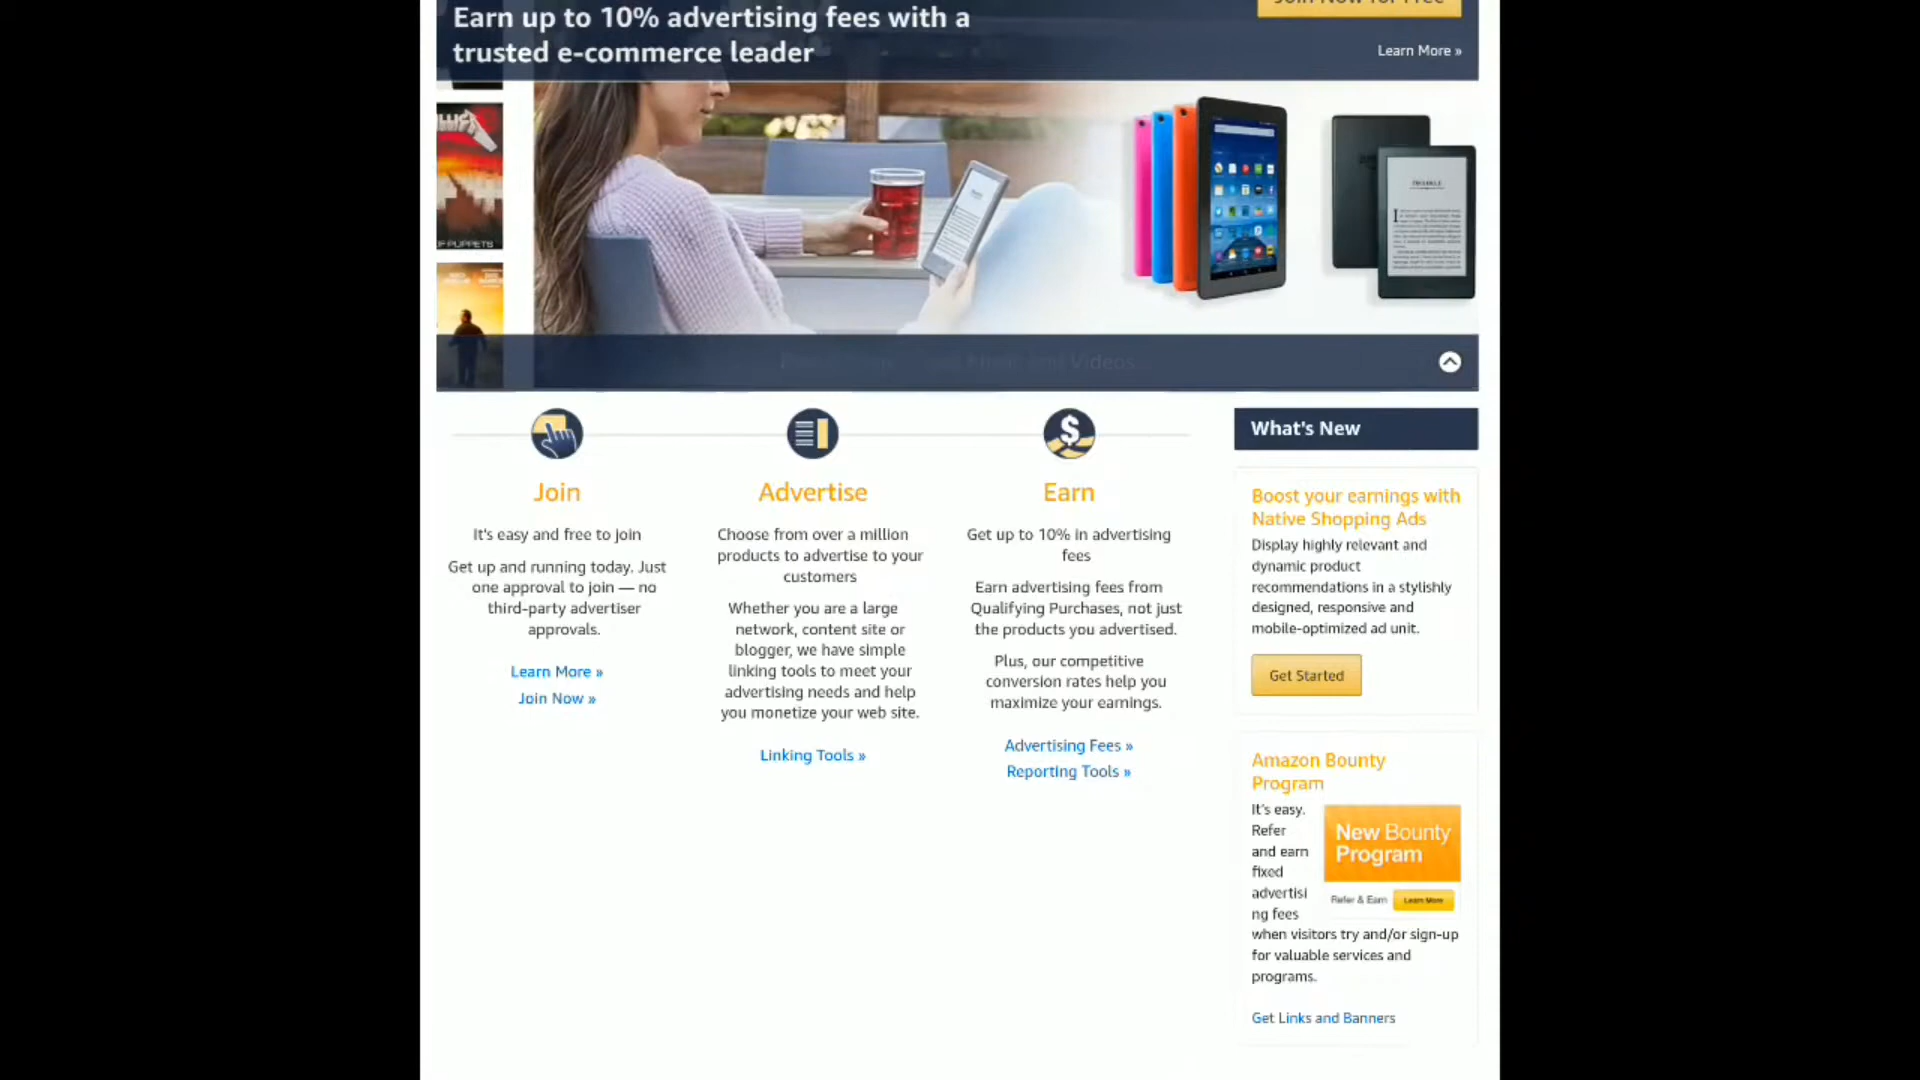 Earn up to 10% advertising fees with a
trusted e-commerce leader
Join Now for Free
Learn More »
F PUPPETS
Videos
Join
It's easy and free to join
Get up and running today. Just
one approval to join — no
third-party advertiser
approvals.
Learn More »
Join Now »
Advertise
Choose from over a million
products to advertise to your
customers
Whether you are a large
network, content site or
blogger, we have simple
linking tools to meet your
advertising needs and help
you monetize your web site.
Linking Tools »
Earn
Get up to 10% in advertising
fees
Earn advertising fees from
Qualifying Purchases, not just
the products you advertised.
Plus, our competitive
conversion rates help you
maximize your earnings.
Advertising Fees »
Reporting Tools »
What's New
Boost your earnings with
Native Shopping Ads
Display highly relevant and
dynamic product
recommendations in a stylishly
designed, responsive and
mobile-optimized ad unit.
Get Started
Amazon Bounty
Program
It's easy.
Refer
and earn
fixed
advertisi
ng fees
when visitors try and/or sign-up
for valuable services and
programs.
New Bounty
Program
Refer & Earn
Learn More
Get Links and Banners